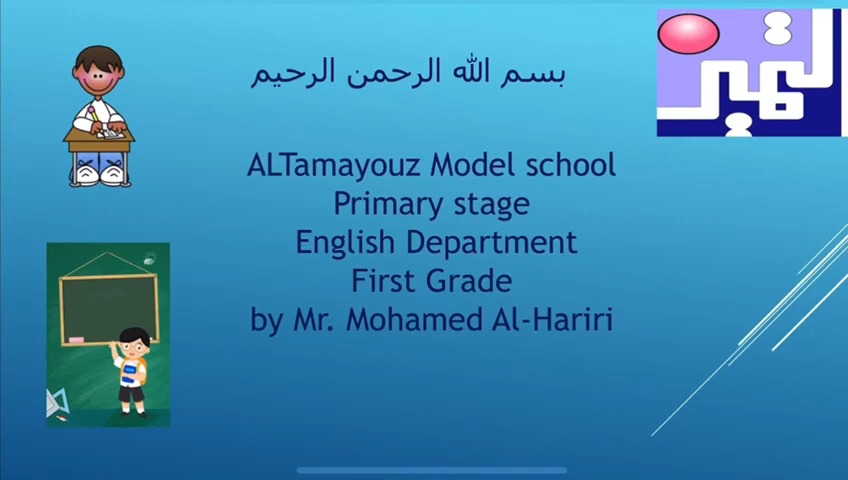 بسم الله الرحمن الرحيم
ALTamayouz Model school
Primary stage
English Department
First Grade
by Mr. Mohamed Al-Hariri